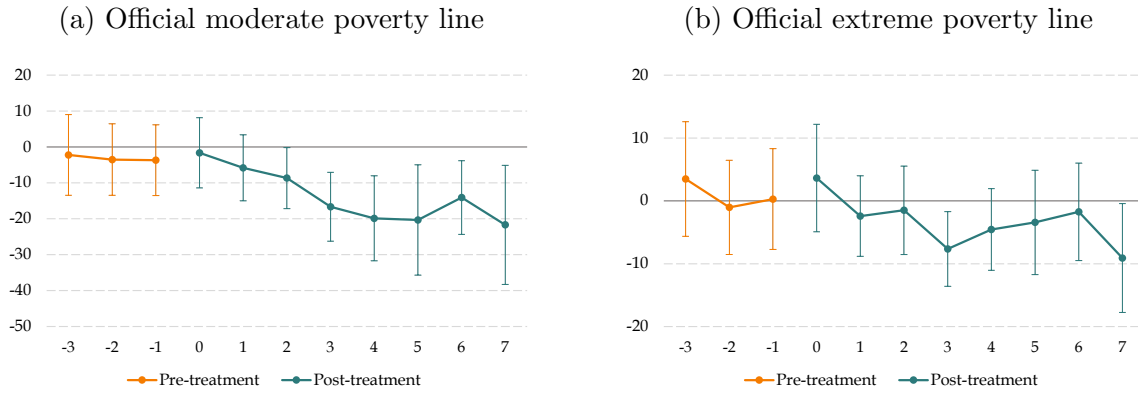 (a) Official moderate poverty line
20
10
0
-10
-20
-30
-40
-50
-3 -2 -1 0 1 2 3 4 5 6 7
Pre-treatment Post-treatment
(b) Official extreme poverty line
20
10
0
-10
-20
-3 -2 -1 0 1 2 3 4 5 6 7
Pre-treatment Post-treatment